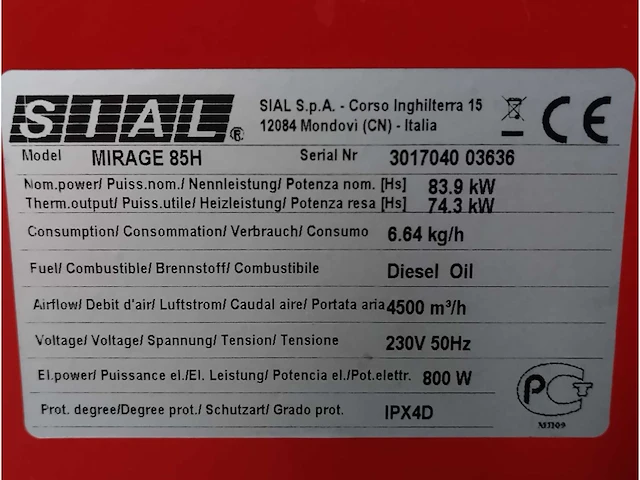 SIAL®
SIAL S.p.A. - Corso Inghilterra 15
12084 Mondovi (CN) - Italia
CE
Model MIRAGE 85H Serial Nr 3017040 03636
Nom.power/ Puiss.nom./ Nennleistung/ Potenza nom. [Hs] 83.9 kW
Therm.output/ Puiss.utile/ Heizleistung/ Potenza resa [Hs] 74.3 kW
Consumption/ Consommation/ Verbrauch/ Consumo 6.64 kg/h
Fuel/ Combustible/ Brennstoff/ Combustibile Diesel Oil
Airflow/ Debit d'air/ Luftstrom/ Caudal aire/ Portata aria 4500 m³/h
Voltage/ Voltage/ Spannung/ Tension/ Tensione 230V 50Hz
El.power/ Puissance el./El. Leistung/ Potencia el./Pot.elettr. 800 W
Prot. degree/Degree prot./ Schutzart/ Grado prot. IPX4D
PCT